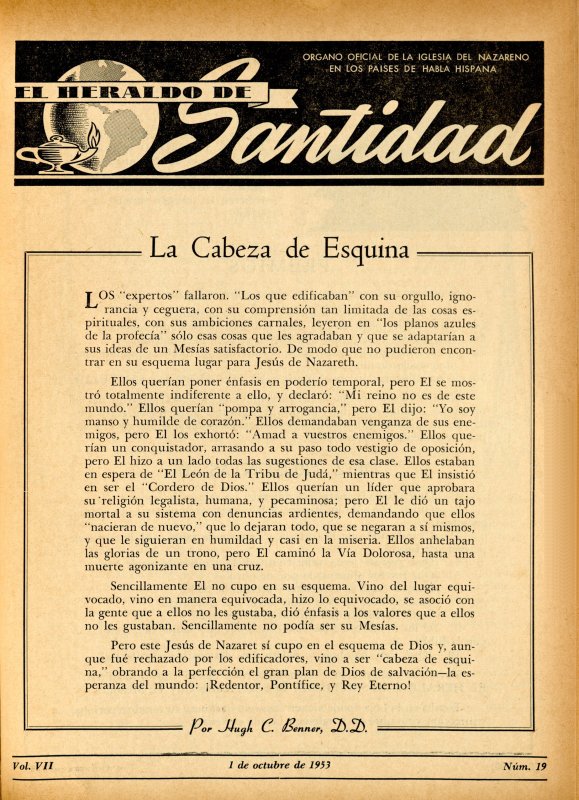 ORGANO OFICIAL DE LA IGLESIA DEL NAZARENO
EN LOS PAISES DE HABLA HISPANA
EL HERALDO DE
Santidad
La Cabeza de Esquina
LOS "expertos" fallaron. "Los que edificaban" con su orgullo, igno-
rancia y ceguera, con su comprensión tan limitada de las cosas es-
pirituales, con sus ambiciones carnales, leyeron en "los planos azules
de la profecía" sólo esas cosas que les agradaban y que se adaptarían a
sus ideas de un Mesías satisfactorio. De modo que no pudieron encon-
trar en su esquema lugar para Jesús de Nazareth.
Ellos querían poner énfasis en poderío temporal, pero El se mos-
tró totalmente indiferente a ello, y declaró: "Mi reino no es de este
mundo." Ellos querían "pompa y arrogancia," pero El dijo: "Yo soy
manso y humilde de corazón." Ellos demandaban venganza de sus ene-
migos, pero El los exhortó: "Amad a vuestros enemigos." Ellos que-
rían un conquistador, arrasando a su paso todo vestigio de oposición,
pero El hizo a un lado todas las sugestiones de esa clase. Ellos estaban
en espera de "El León de la Tribu de Judá," mientras que El insistió
en ser el "Cordero de Dios." Ellos querían un líder que aprobara
su religión legalista, humana, y pecaminosa; pero El le dió un tajo
mortal a su sistema con denuncias ardientes, demandando que ellos
"nacieran de nuevo," que lo dejaran todo, que se negaran a sí mismos,
y que le siguieran en humildad y casi en la miseria. Ellos anhelaban
las glorias de un trono, pero El caminó la Vía Dolorosa, hasta una
muerte agonizante en una cruz.
Sencillamente El no cupo en su esquema. Vino del lugar equi-
vocado, vino en manera equivocada, hizo lo equivocado, se asoció con
la gente que a ellos no les gustaba, dió énfasis a los valores que a ellos
no les gustaban. Sencillamente no podía ser su Mesías.
Pero este Jesús de Nazaret sí cupo en el esquema de Dios y, aun-
que fué rechazado por los edificadores, vino a ser "cabeza de esqui-
na," obrando a la perfección el gran plan de Dios de salvación—la es-
peranza del mundo: ¡Redentor, Pontífice, y Rey Eterno!
Por Hugh C. Benner, D.D.
Vol. VII 1 de octubre de 1953 Núm. 19